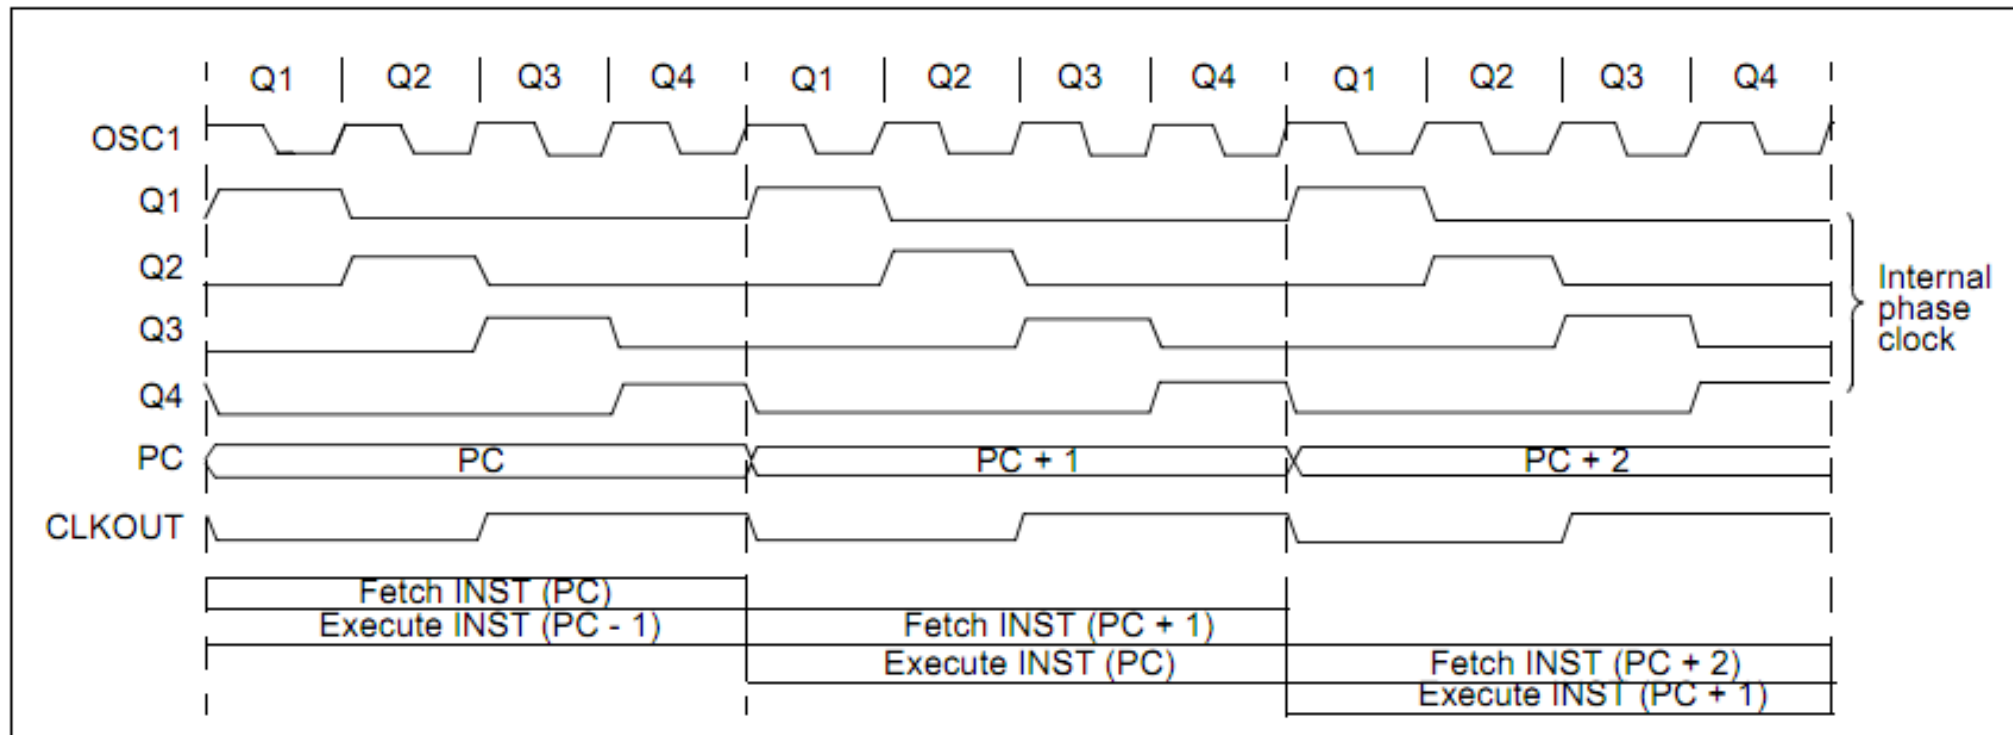 Q1 Q2 Q3 Q4 Q1 Q2 Q3 Q4 Q1 Q2 Q3 Q4
OSC1
Q1
Q2
Internal
phase
clock
Q3
Q4
PC PC PC + 1 PC + 2
CLKOUT
Fetch INST (PC)
Execute INST (PC - 1) Fetch INST (PC + 1)
Execute INST (PC) Fetch INST (PC + 2)
Execute INST (PC + 1)